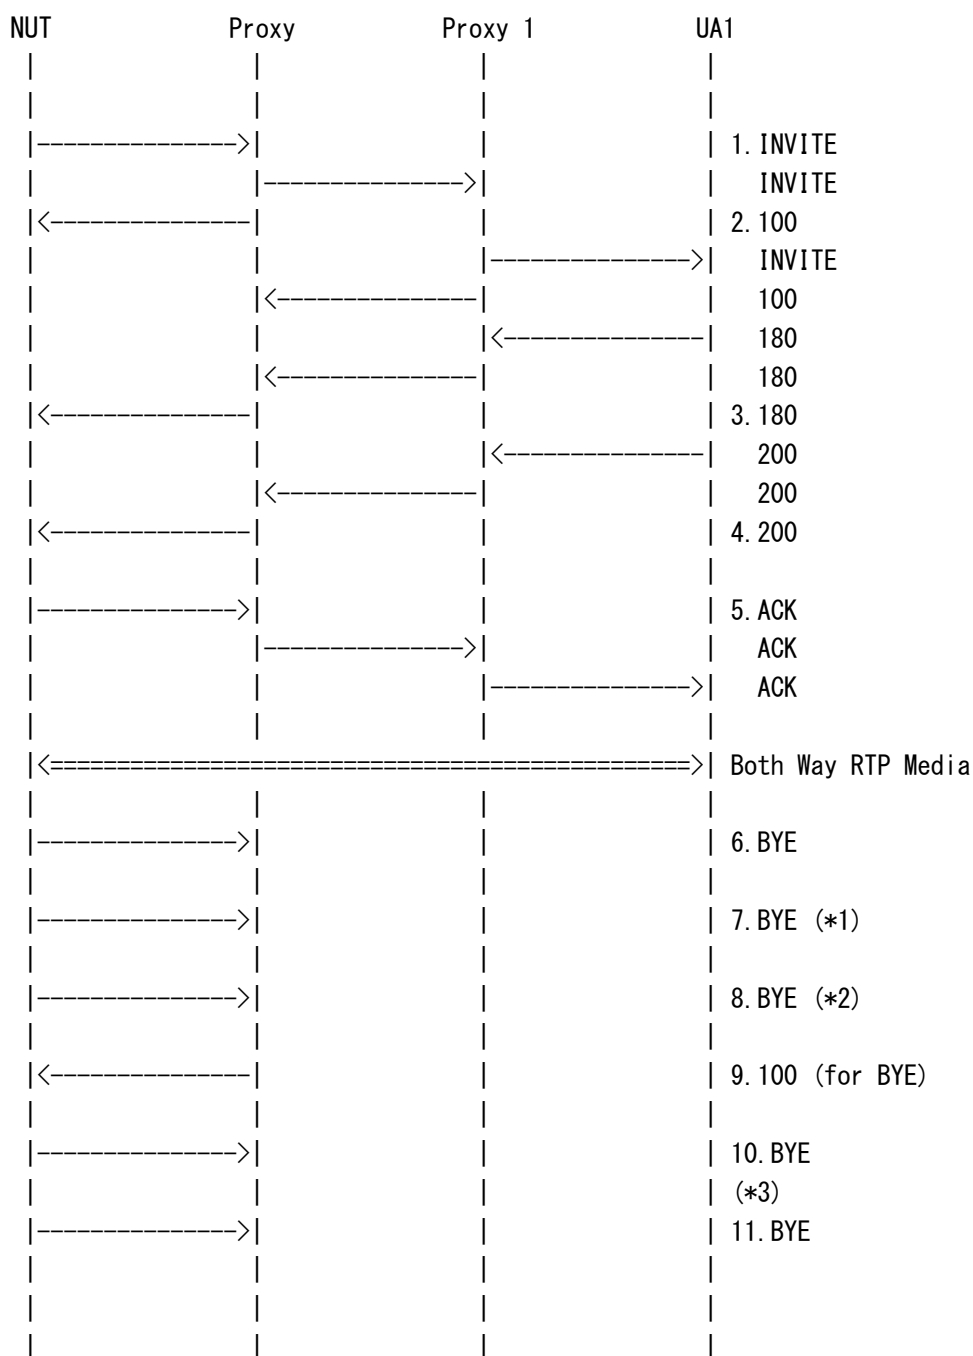 NUT Proxy Proxy 1 UA1
1. INVITE
INVITE
2. 100
INVITE
100
180
180
3. 180
200
200
4. 200
5. ACK
ACK
ACK
Both Way RTP Media
6. BYE
7. BYE (*1)
8. BYE (*2)
9. 100 (for BYE)
10. BYE
(*3)
11. BYE